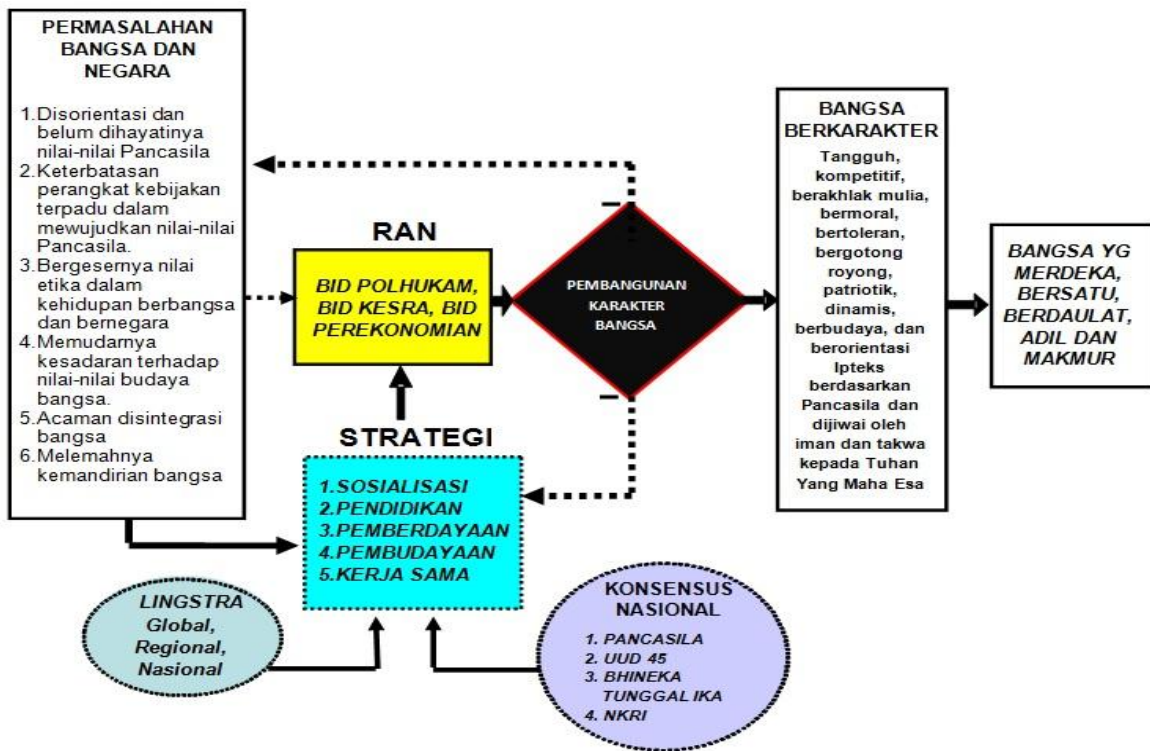 PERMASALAHAN
BANGSA DAN
NEGARA
1.Disorientasi dan
belum dihayatinya
nilai-nilai Pancasila
2.Keterbatasan
perangkat kebijakan
terpadu dalam
mewujudkan nilai-nilai
Pancasila.
3.Bergesernya nilai
etika dalam
kehidupan berbangsa
dan bernegara
4.Memudarnya
kesadaran terhadap
nilai-nilai budaya
bangsa.
5.Acaman disintegrasi
bangsa
6.Melemahnya
kemandirian bangsa
RAN
BID POLHUKAM,
BID KESRA, BID
PEREKONOMIAN
STRATEGI
1.SOSIALISASI
2.PENDIDIKAN
3.PEMBERDAYAAN
4.PEMBUDAYAAN
5.KERJA SAMA
LINGSTRA
Global,
Regional,
Nasional
KONSENSUS
NASIONAL
1. PANCASILA
2. UUD 45
3. BHINEKA
TUNGGAL IKA
4. NKRI
PEMBANGUNAN
KARAKTER
BANGSA
BANGSA
BERKARAKTER
Tangguh,
kompetitif,
berakhlak mulia,
bermoral,
bertoleran,
bergotong
royong,
patriotik,
dinamis,
berbudaya, dan
berorientasi
Ipteks
berdasarkan
Pancasila dan
dijiwai oleh
iman dan takwa
kepada Tuhan
Yang Maha Esa
BANGSA YG
MERDEKA,
BERSATU,
BERDAULAT,
ADIL DAN
MAKMUR